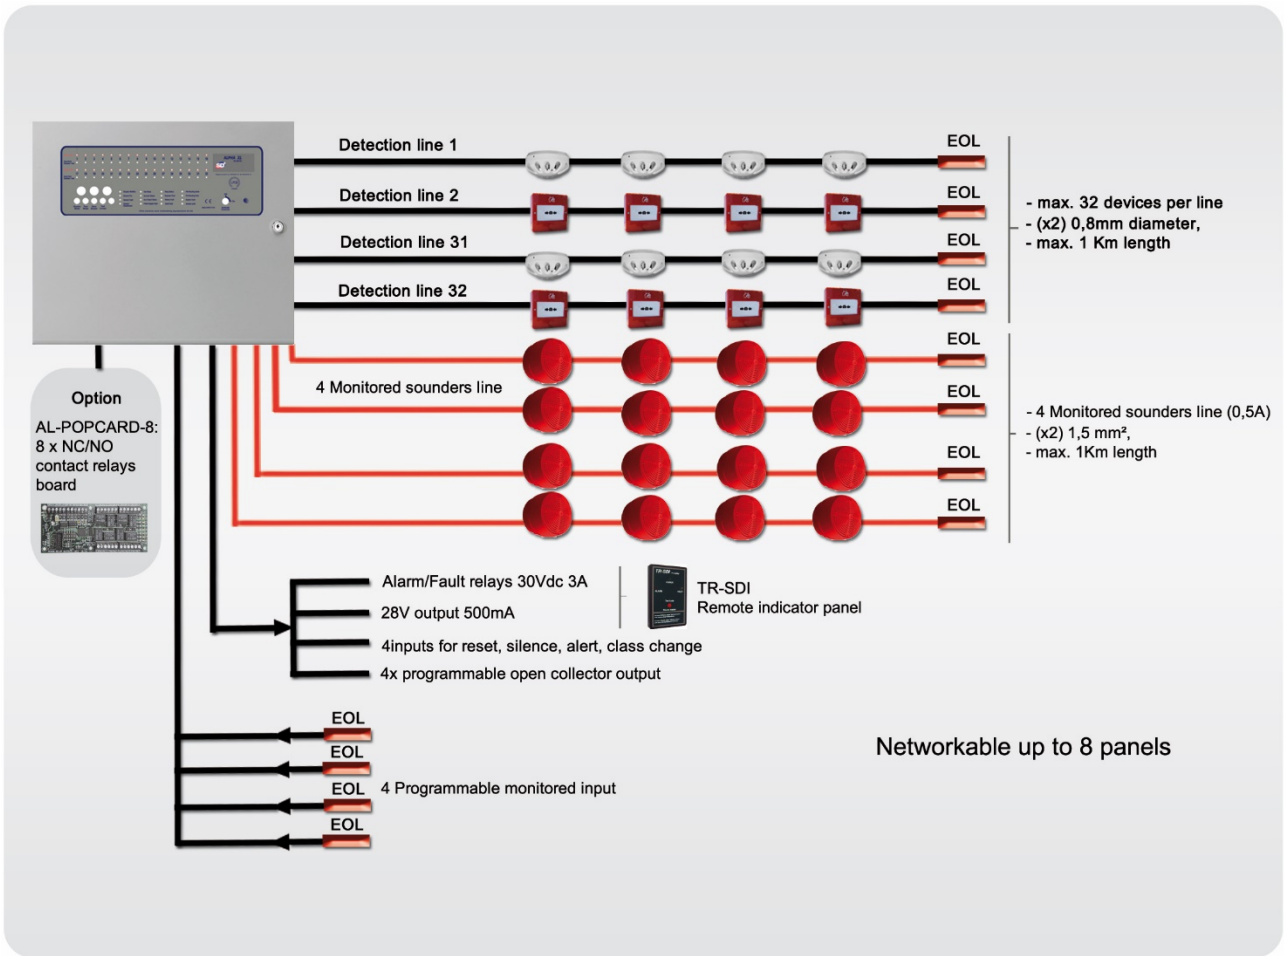 Detection line 1
EOL
Detection line 2
EOL
Detection line 31
EOL
Detection line 32
EOL
- max. 32 devices per line
- (x2) 0,8mm diameter,
- max. 1 Km length
EOL
4 Monitored sounders line
EOL
EOL
EOL
- 4 Monitored sounders line (0,5A)
- (x2) 1,5 mm²,
- max. 1Km length
Option
AL-POPCARD-8:
8 x NC/NO
contact relays
board
Alarm/Fault relays 30Vdc 3A
28V output 500mA
4inputs for reset, silence, alert, class change
4x programmable open collector output
TR-SDI
TR-SDI
Remote indicator panel
EOL
EOL
EOL
EOL
4 Programmable monitored input
Networkable up to 8 panels